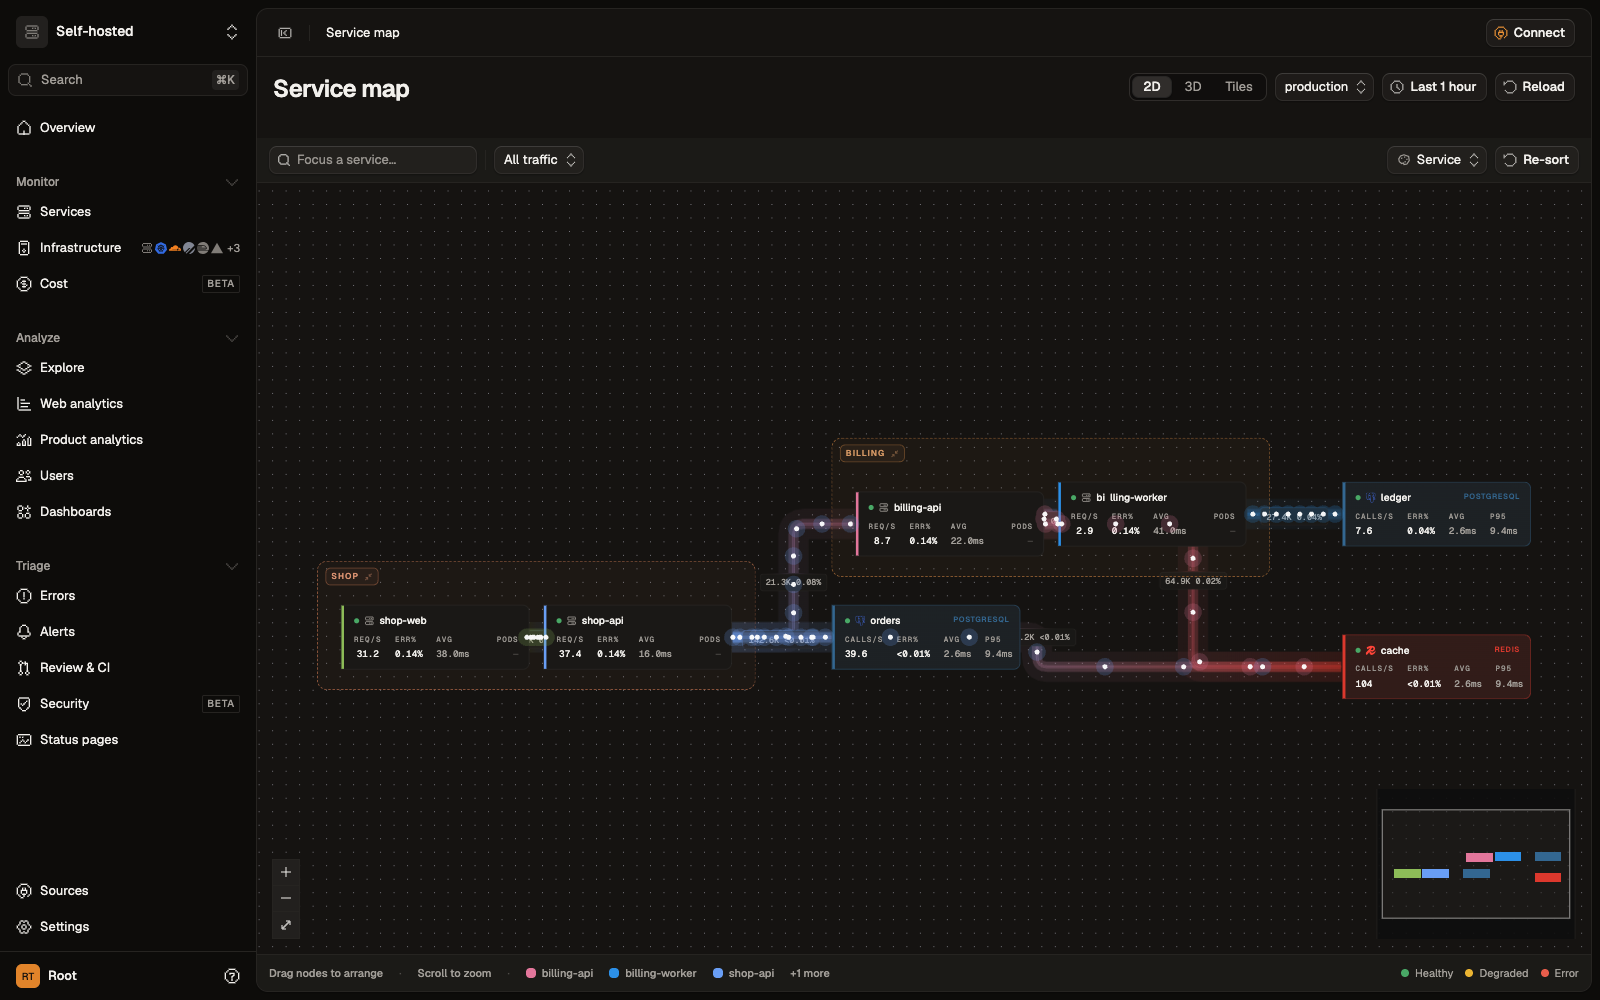 Self-hosted
Search ⌘K
Overview
Monitor
Services
Infrastructure +3
Cost BETA
Analyze
Explore
Web analytics
Product analytics
Users
Dashboards
Triage
Errors
Alerts
Review & CI
Security BETA
Status pages
Sources
Settings
RT Root
Service map
Connect
Service map
2D 3D Tiles production Last 1 hour Reload
Focus a service... All traffic
Service Re-sort
BILLING
billing-api
REQ/S ERR% AVG PODS
8.7 0.14% 22.0ms –
bi lling-worker
REQ/S ERR% AVG PODS
2.9 0.14% 41.0ms –
27.4K 0.04%
ledger POSTGRESQL
CALLS/S ERR% AVG P95
7.6 0.04% 2.6ms 9.4ms
SHOP
21.3K 0.08%
64.9K 0.02%
shop-web
REQ/S ERR% AVG PODS
31.2 0.14% 38.0ms –
shop-api
REQ/S ERR% AVG PODS
37.4 0.14% 16.0ms –
orders POSTGRESQL
CALLS/S ERR% AVG P95
39.6 <0.01% 2.6ms 9.4ms
.2K <0.01%
cache REDIS
CALLS/S ERR% AVG P95
104 <0.01% 2.6ms 9.4ms
Drag nodes to arrange · Scroll to zoom · billing-api billing-worker shop-api +1 more
Healthy Degraded Error